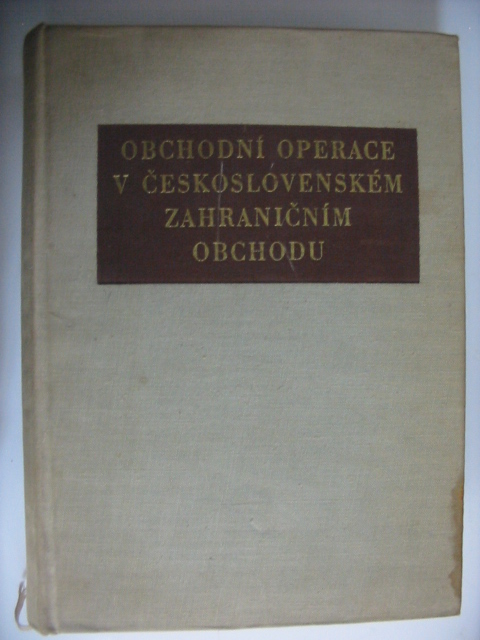 OBCHODNÍ OPERACE
V ČESKOSLOVENSKÉM
ZAHRANIČNÍM
OBCHODU